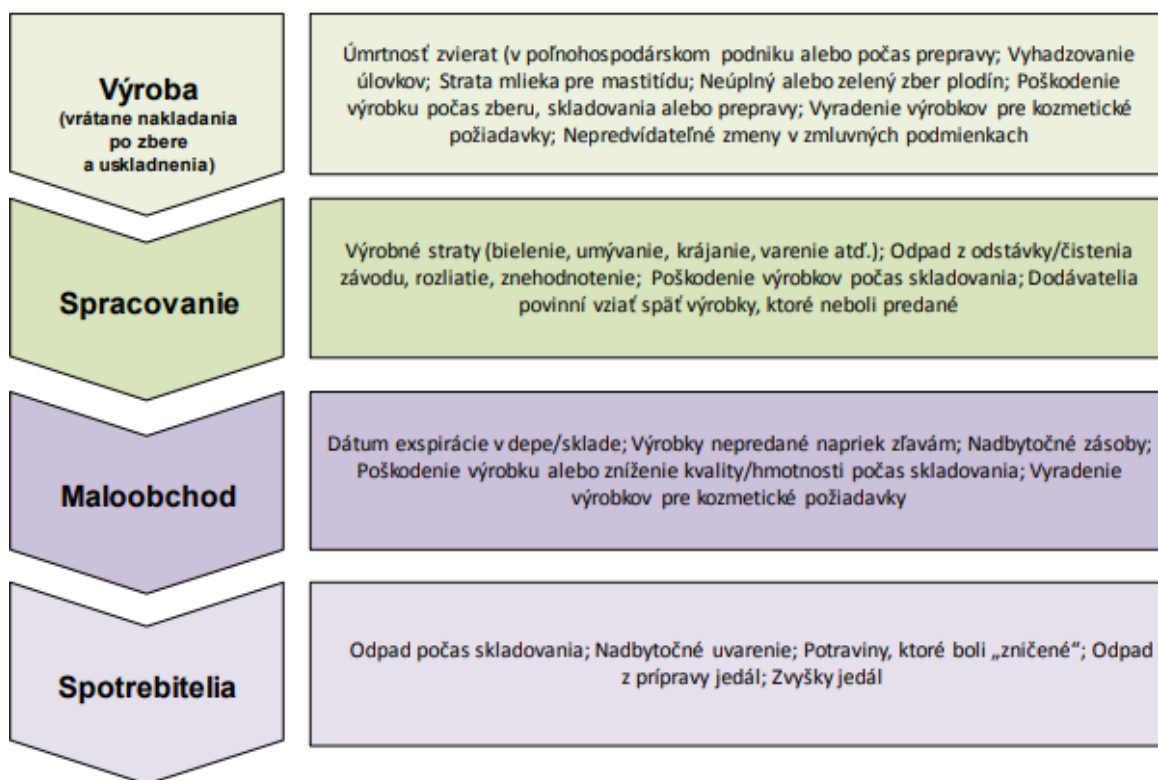 Výroba
(vrátane nakladania
po zbere
a uskladnenia)
Úmrtnosť zvierat (v poľnohospodárskom podniku alebo počas prepravy; Vyhadzovanie
úlovkov; Strata mlieka pre mastitídu; Neúplný alebo zelený zber plodín; Poškodenie
výrobku počas zberu, skladovania alebo prepravy; Vyradenie výrobkov pre kozmetické
požiadavky; Nepredvídateľné zmeny v zmluvných podmienkach
Spracovanie
Výrobné straty (bielenie, umývanie, krájanie, varenie atď.); Odpad z odstávky/čistenia
závodu, rozliatie, znehodnotenie; Poškodenie výrobkov počas skladovania; Dodávatelia
povinní vziať späť výrobky, ktoré neboli predané
Maloobchod
Dátum exspirácie v depe/sklade; Výrobky nepredané napriek zľavám; Nadbytočné zásoby;
Poškodenie výrobku alebo zníženie kvality/hmotnosti počas skladovania; Vyradenie
výrobkov pre kozmetické požiadavky
Spotrebitelia
Odpad počas skladovania; Nadbytočné uvarenie; Potraviny, ktoré boli „zničené“; Odpad
z prípravy jedál; Zvyšky jedál